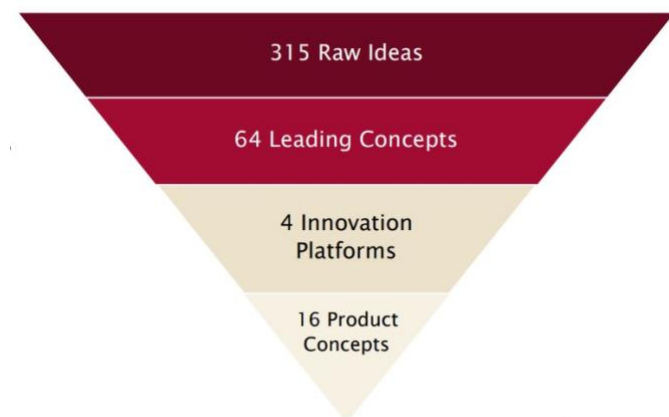 315 Raw Ideas
64 Leading Concepts
4 Innovation
Platforms
16 Product
Concepts